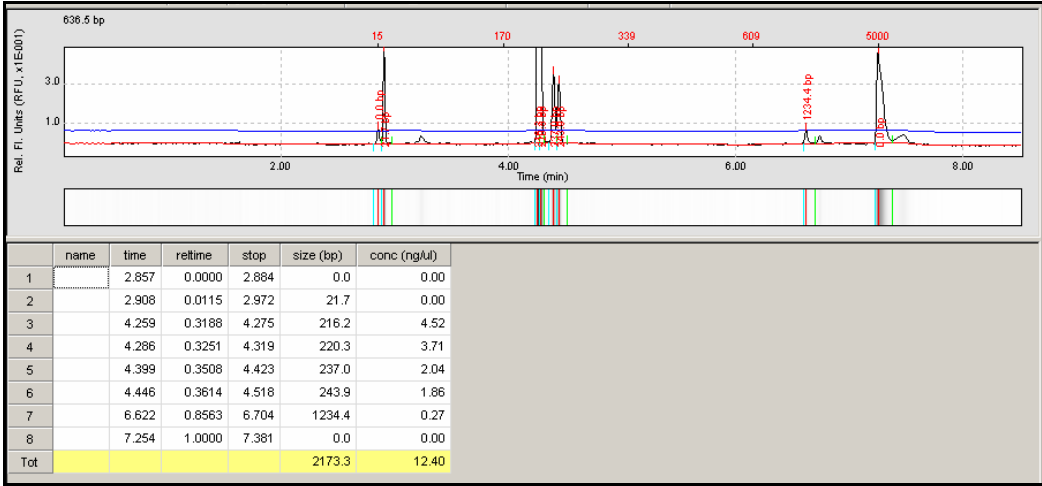 636.5 bp
15 170 339 609 5000
Rel. Fl. Units (RFU, x1E-001)
3.0
1.0
0.0 bp
1234.4 bp
0.0 bp
2.00 4.00 6.00 8.00
Time (min)
name time reltime stop size (bp) conc (ng/ul)
1 2.857 0.0000 2.884 0.0 0.00
2 2.908 0.0115 2.972 21.7 0.00
3 4.259 0.3188 4.275 216.2 4.52
4 4.286 0.3251 4.319 220.3 3.71
5 4.399 0.3508 4.423 237.0 2.04
6 4.446 0.3614 4.518 243.9 1.86
7 6.622 0.8563 6.704 1234.4 0.27
8 7.254 1.0000 7.381 0.0 0.00
Tot 2173.3 12.40